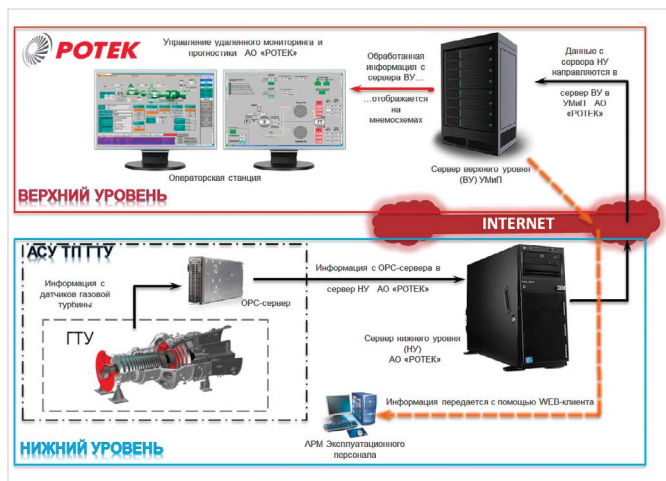 РОТЕК
Управление удаленного мониторинга и
прогностики АО «РОТЕК»
Операторская станция
ВЕРХНИЙ УРОВЕНЬ
Обработанная
информация с
сервера ВУ...
...отображается
на
мнемосхемах
Сервер верхнего уровня
(ВУ) УМиП
Данные с
сервера НУ
направляются в
сервер ВУ в
УМиП АО
«РОТЕК»
INTERNET
АСУ ТП ГТУ
Информация с
датчиков газовой
турбины
OPC-сервер
ГТУ
Информация с OPC-сервера в
сервер НУ АО «РОТЕК»
Сервер нижнего уровня
(НУ)
АО «РОТЕК»
Информация передается с помощью WEB-клиента
АРМ Эксплуатационного
персонала
НИЖНИЙ УРОВЕНЬ